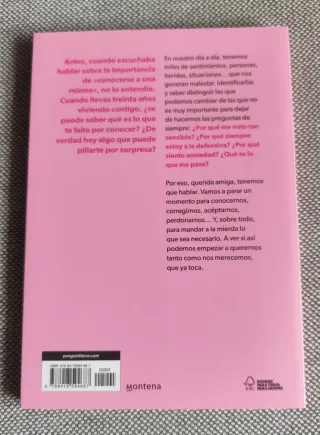 Antes, cuando escuchaba
hablar sobre la importancia
de «conocerse a una
misma», no lo entendía.
Cuando llevas treinta años
viviendo contigo, ¿se
puede saber qué es lo que
te falta por conocer? ¿De
verdad hay algo que puede
pillarte por sorpresa?
En nuestro día a día, tenemos
miles de sentimientos, personas,
heridas, situaciones ... que nos
generan malestar. Identificarlas
y saber distinguir las que
podemos cambiar de las que no
es muy importante para dejar
de hacernos las preguntas de
siempre: ¿Por qué me noto tan
sensible? ¿Por qué siempre
estoy a la defensiva? ¿Por qué
siento ansiedad? ¿Qué es lo
que me pasa?
Por eso, querida amiga, tenemos
que hablar. Vamos a parar un
momento para conocernos,
corregirnos, aceptarnos,
perdonarnos... Y, sobre todo,
para mandar a la mierda lo
que sea necesario. A ver si así
podemos empezar a querernos
tanto como nos merecemos,
que ya toca.
penguinlibros.com
montena
FSC